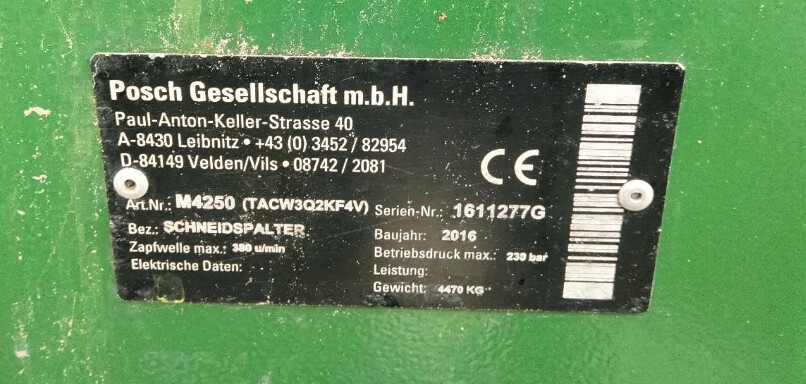 Posch Gesellschaft m.b.H.
Paul-Anton-Keller-Strasse 40
A-8430 Leibnitz • +43 (0) 3452 / 82954
D-84149 Velden/Vils • 08742 / 2081
CE
Art.Nr.: M4250 (TACW3Q2KF4V) Serien-Nr.: 1611277G
Bez.: SCHNEIDSPALTER Baujahr: 2016
Zapfwelle max.: 380 u/min Betriebsdruck max.: 230 bar
Elektrische Daten: Leistung:
Gewicht: 4470 KG